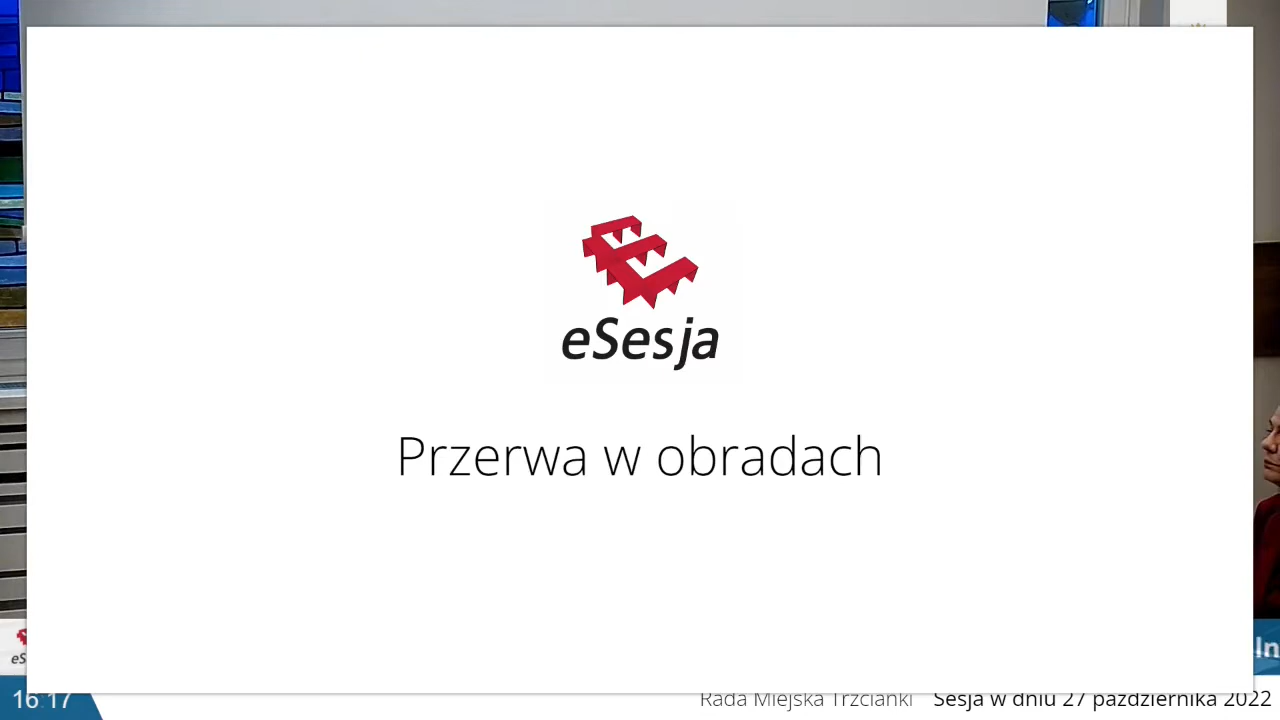 eSesja
Przerwa w obradach
16:17
Rada Miejska Trzcianki Sesja w dniu 27 października 2022